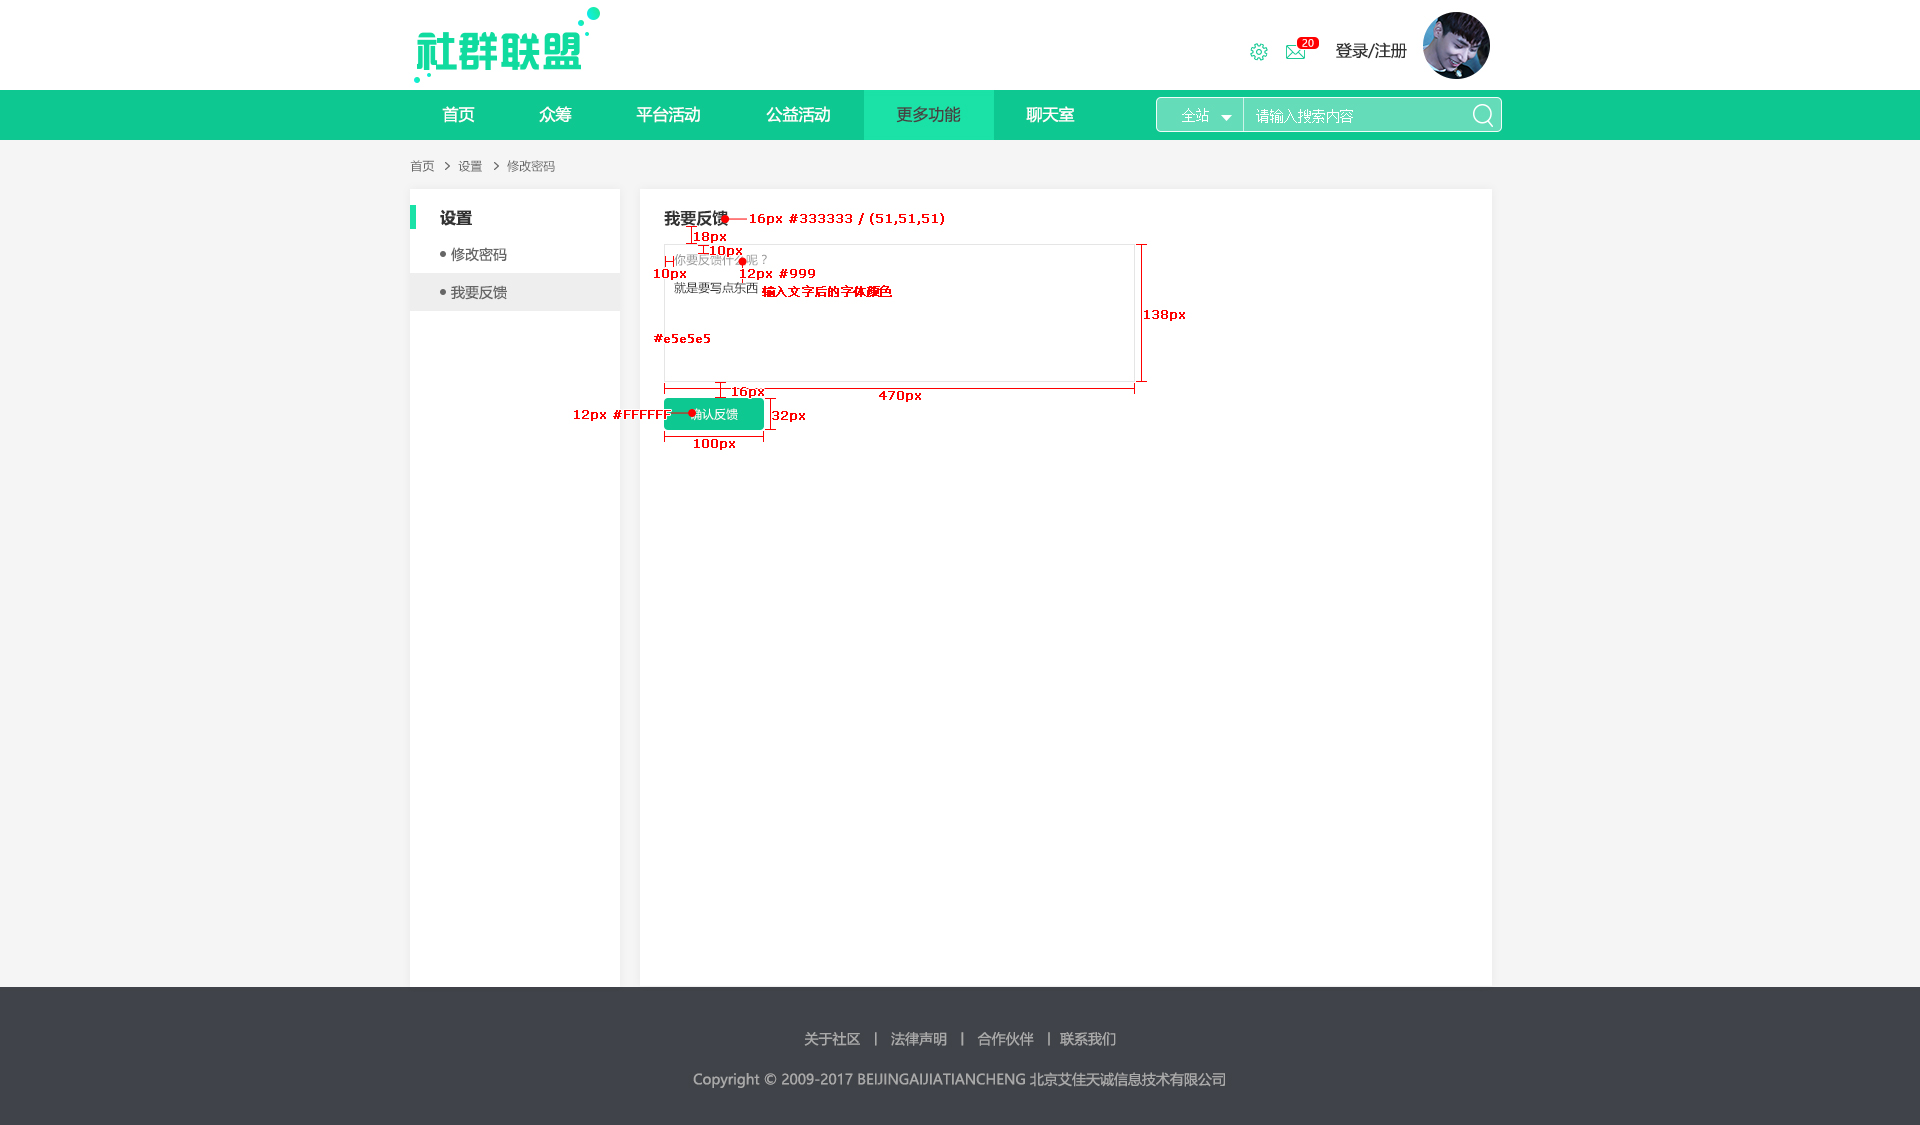 社群联盟
20
登录/注册
首页 众筹 平台活动 公益活动 更多功能 聊天室 全站 请输入搜索内容
首页 > 设置 > 修改密码
设置
修改密码
我要反馈
我要反馈 16px #333333 / (51,51,51)
18px
10px
你要反馈什么呢？
10px 12px #999
就是要写点东西 输入文字后的字体颜色
138px
#e5e5e5
16px 470px
12px #FFFFFF 确认反馈 32px
100px
关于社区 | 法律声明 | 合作伙伴 | 联系我们
Copyright © 2009-2017 BEIJINGAIJIATIANCHENG 北京艾佳天诚信息技术有限公司